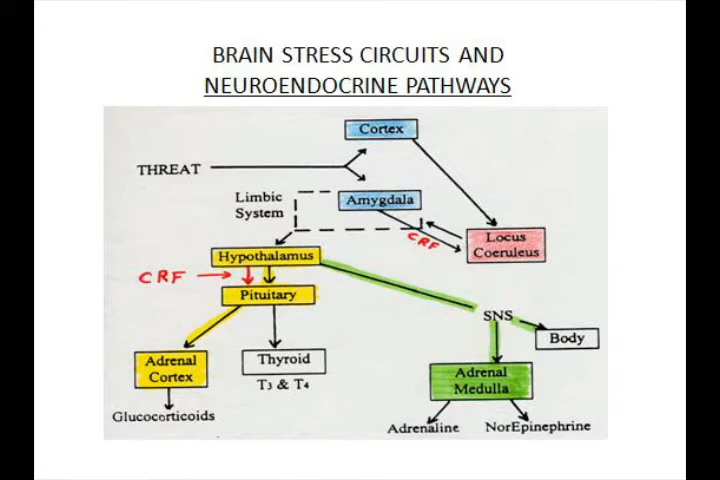 BRAIN STRESS CIRCUITS AND
NEUROENDOCRINE PATHWAYS
Cortex
THREAT
Limbic
System
Amygdala
CRF
Locus
Coeruleus
Hypothalamus
CRF
Pituitary
SNS
Body
Adrenal
Cortex
Thyroid
T3 & T4
Adrenal
Medulla
Glucocorticoids
Adrenaline
NorEpinephrine